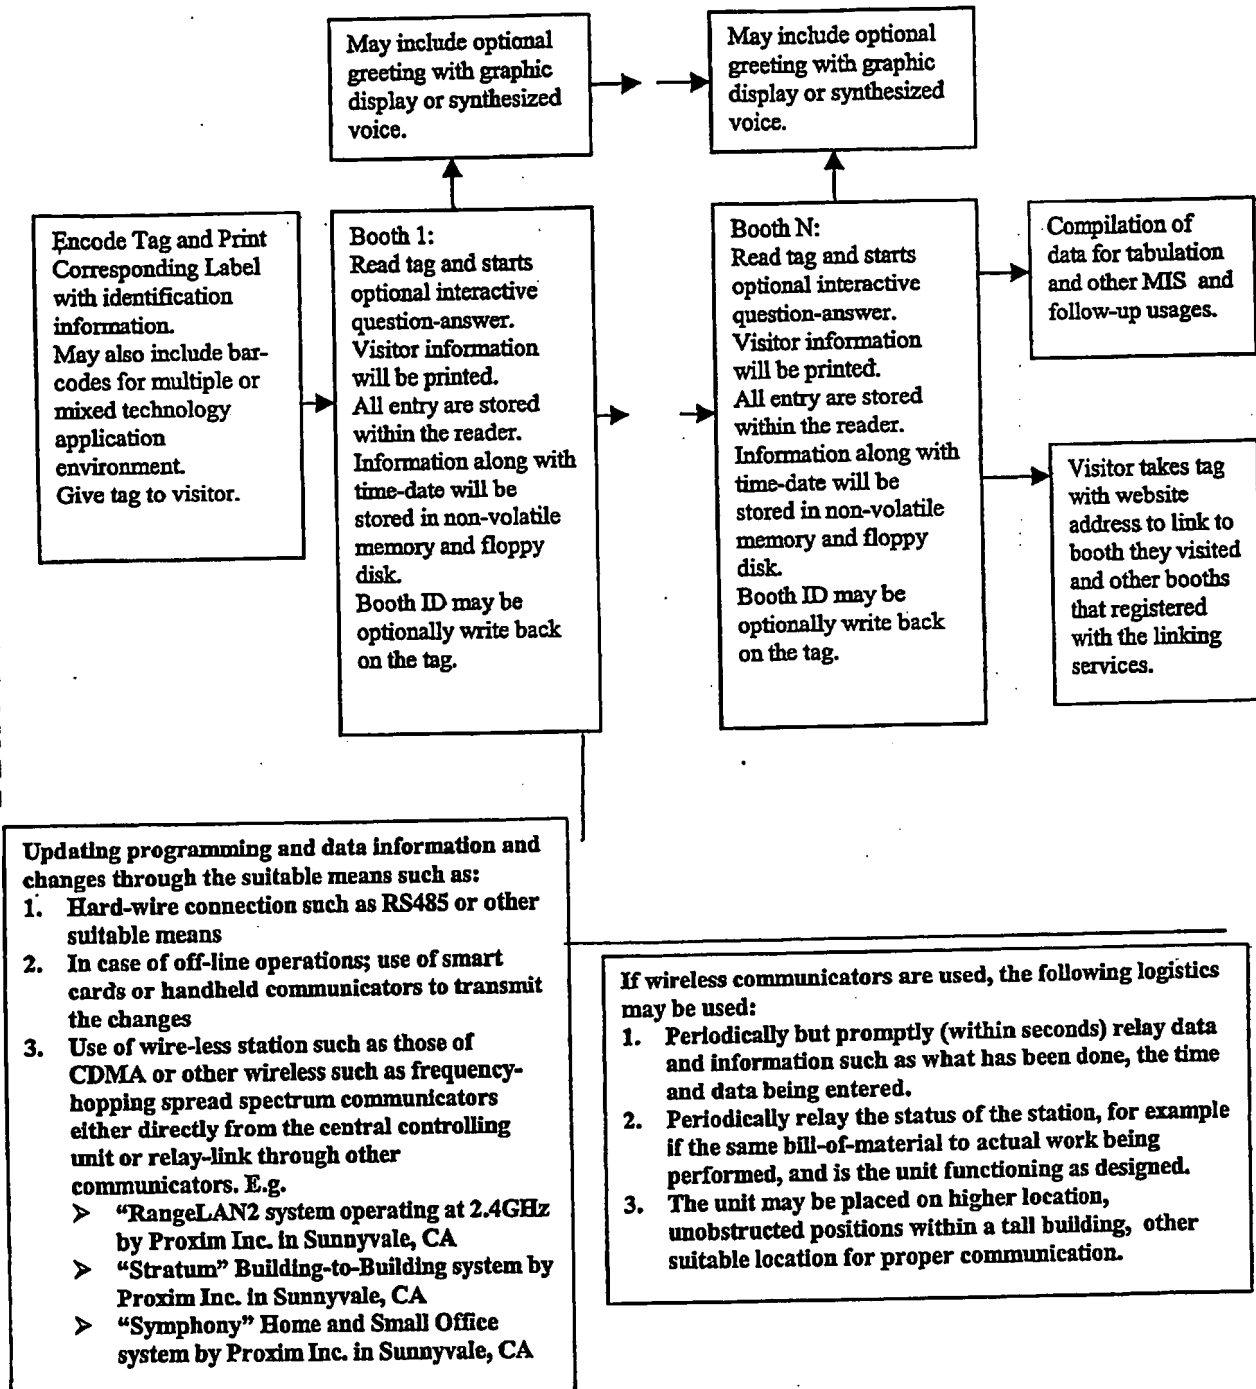 May include optional
greeting with graphic
display or synthesized
voice.
May include optional
greeting with graphic
display or synthesized
voice.
Encode Tag and Print
Corresponding Label
with identification
information.
May also include bar-
codes for multiple or
mixed technology
application
environment.
Give tag to visitor.
Booth 1:
Read tag and starts
optional interactive
question-answer.
Visitor information
will be printed.
All entry are stored
within the reader.
Information along with
time-date will be
stored in non-volatile
memory and floppy
disk.
Booth ID may be
optionally write back
on the tag.
Booth N:
Read tag and starts
optional interactive
question-answer.
Visitor information
will be printed.
All entry are stored
within the reader.
Information along with
time-date will be
stored in non-volatile
memory and floppy
disk.
Booth ID may be
optionally write back
on the tag.
Compilation of
data for tabulation
and other MIS and
follow-up usages.
Visitor takes tag
with website
address to link to
booth they visited
and other booths
that registered
with the linking
services.
Updating programming and data information and
changes through the suitable means such as:
1. Hard-wire connection such as RS485 or other
suitable means
2. In case of off-line operations; use of smart
cards or handheld communicators to transmit
the changes
3. Use of wire-less station such as those of
CDMA or other wireless such as frequency-
hopping spread spectrum communicators
either directly from the central controlling
unit or relay-link through other
communicators. E.g.
➢ “RangeLAN2 system operating at 2.4GHz
by Proxim Inc. in Sunnyvale, CA
➢ “Stratum” Building-to-Building system by
Proxim Inc. in Sunnyvale, CA
➢ “Symphony” Home and Small Office
system by Proxim Inc. in Sunnyvale, CA
If wireless communicators are used, the following logistics
may be used:
1. Periodically but promptly (within seconds) relay data
and information such as what has been done, the time
and data being entered.
2. Periodically relay the status of the station, for example
if the same bill-of-material to actual work being
performed, and is the unit functioning as designed.
3. The unit may be placed on higher location,
unobstructed positions within a tall building, other
suitable location for proper communication.